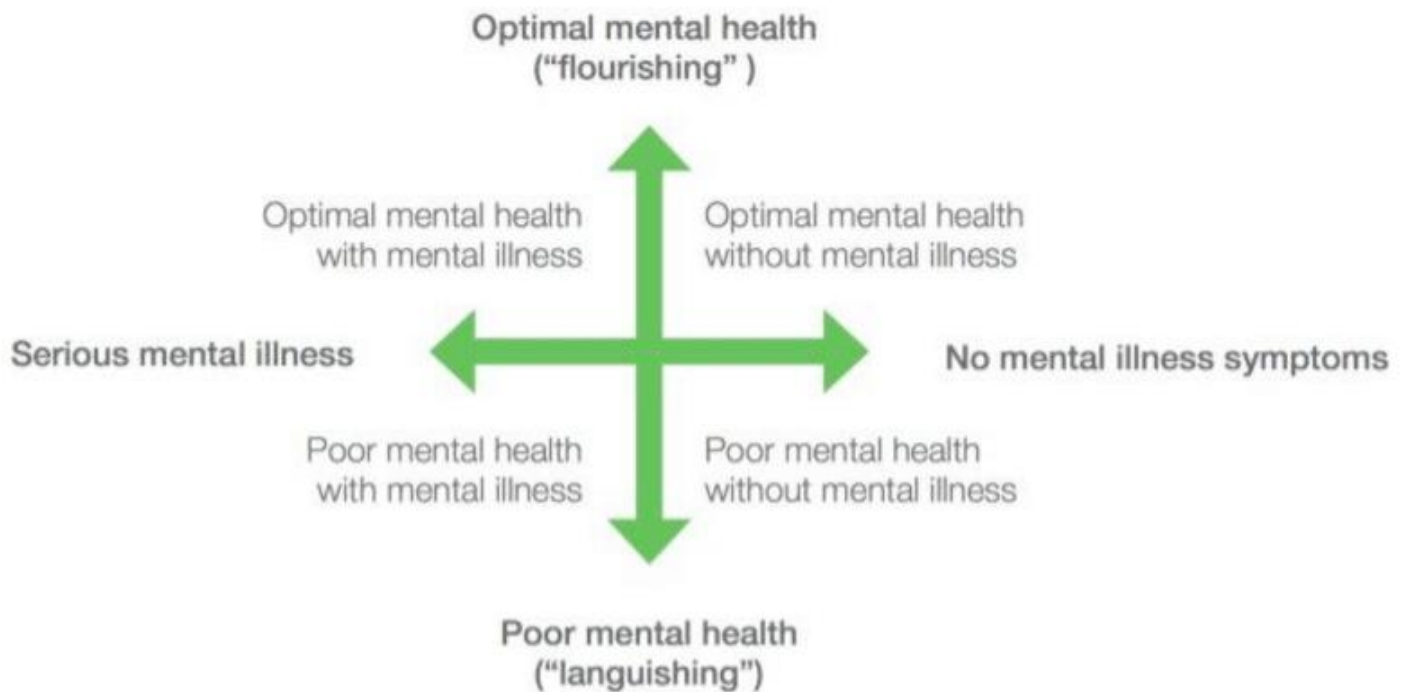 Optimal mental health
(“flourishing” )
Optimal mental health
with mental illness
Optimal mental health
without mental illness
Serious mental illness
No mental illness symptoms
Poor mental health
with mental illness
Poor mental health
without mental illness
Poor mental health
(“languishing”)